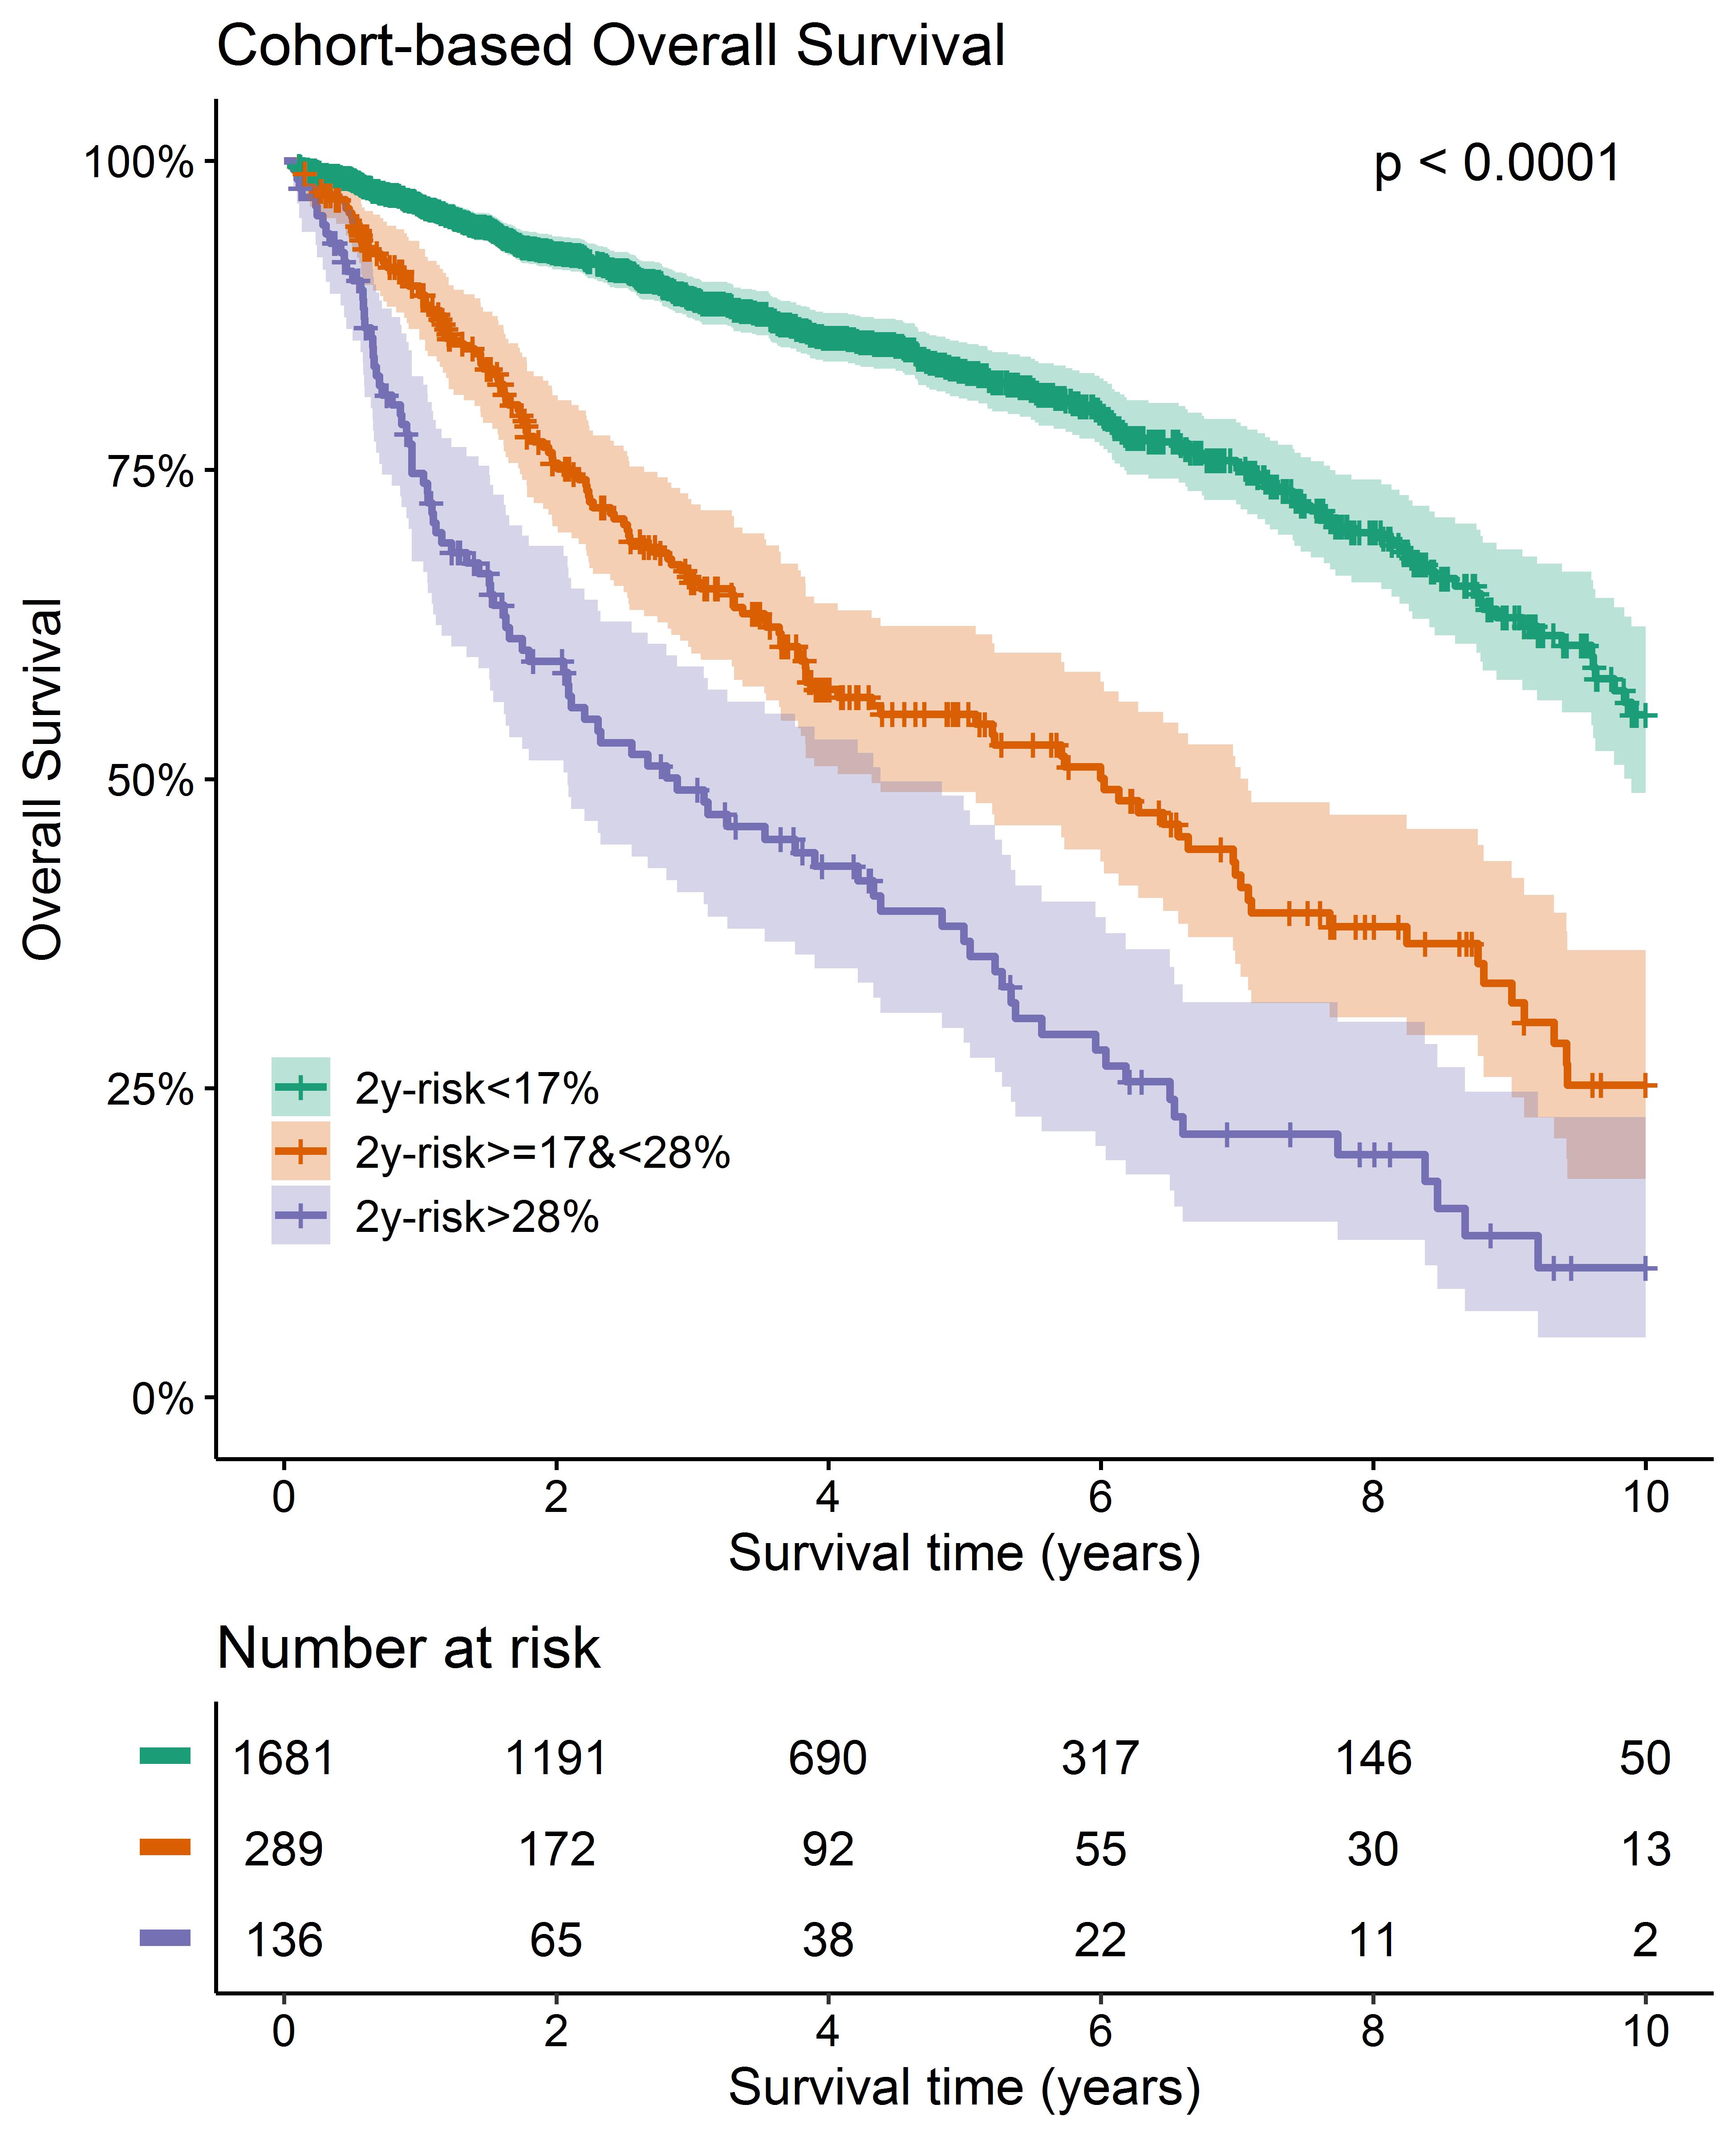 Cohort-based Overall Survival
p < 0.0001
100%
75%
50%
25%
0%
Overall Survival
2y-risk<17%
2y-risk>=17&<28%
2y-risk>28%
0 2 4 6 8 10
Survival time (years)
Number at risk
1681 1191 690 317 146 50
289 172 92 55 30 13
136 65 38 22 11 2
0 2 4 6 8 10
Survival time (years)